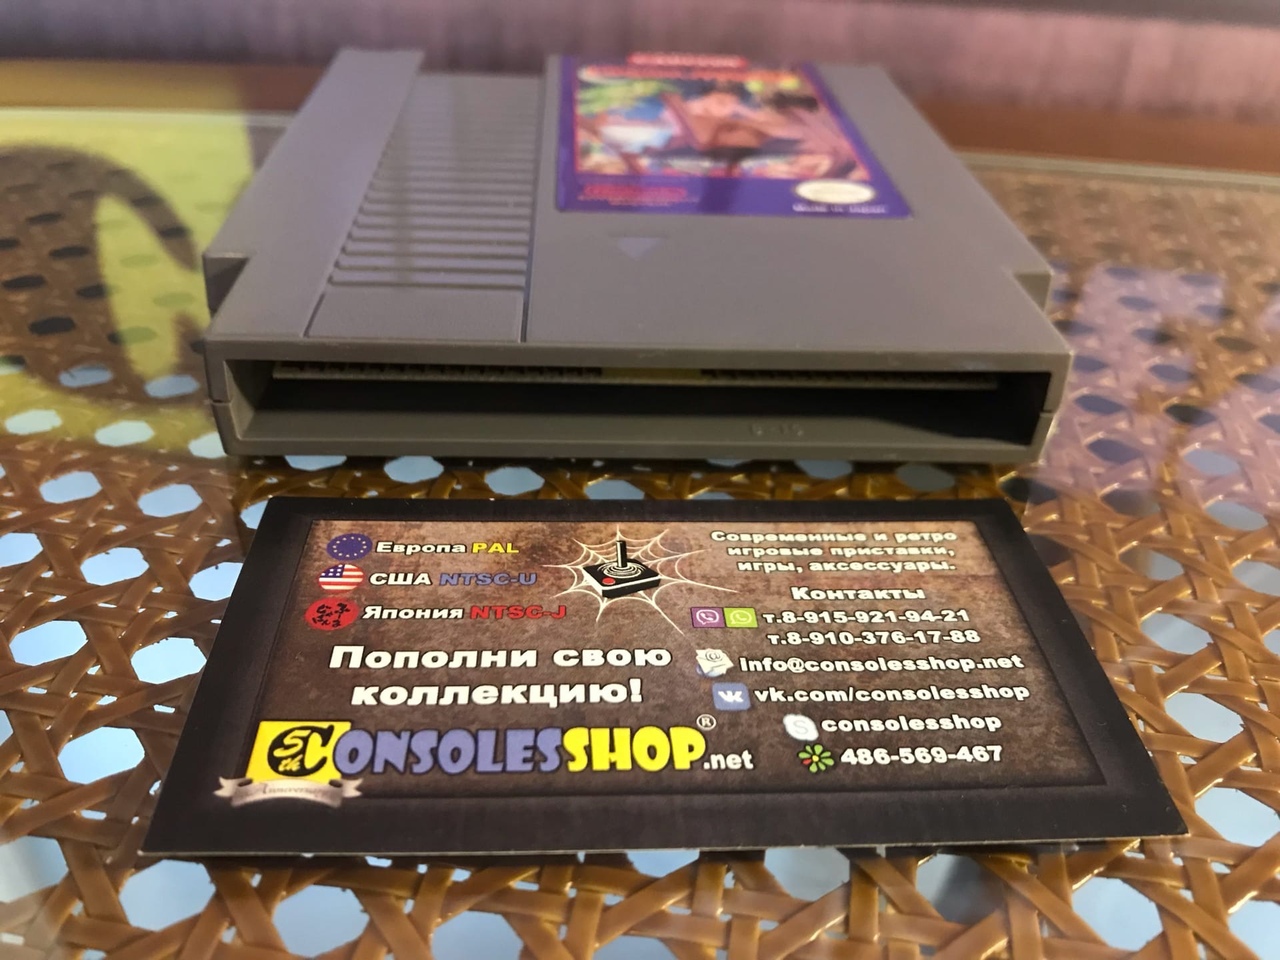 Европа PAL
США NTSC-U
Япония NTSC-J
Пополни свою
коллекцию!
5th
Anniversary
CONSOLESSHOP®.net
Современные и ретро
игровые приставки,
игры, аксессуары.
Контакты
т.8-915-921-94-21
т.8-910-376-17-88
Info@consolesshop.net
vk.com/consolesshop
consolesshop
486-569-467